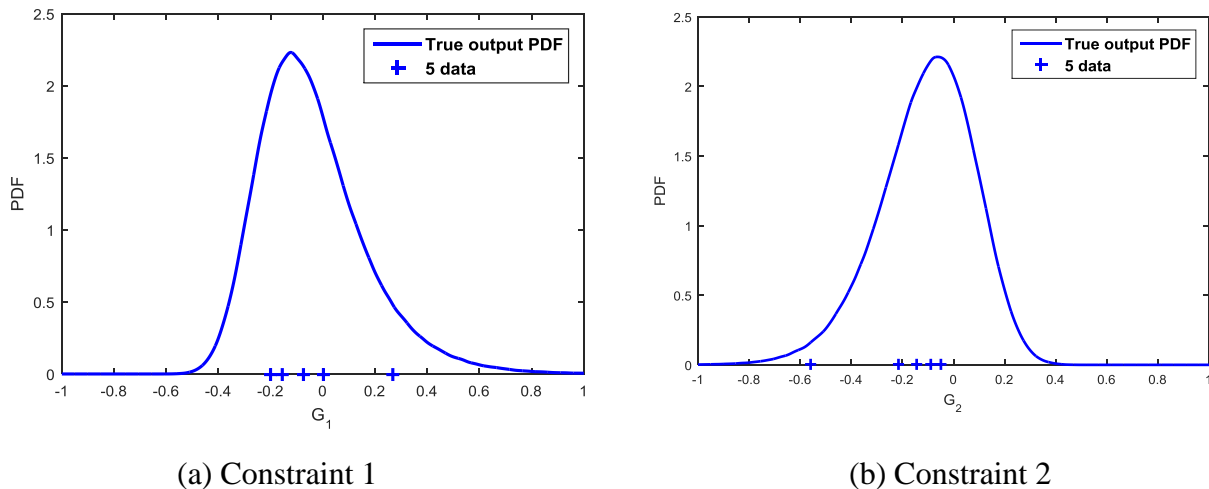 2.5
2
1.5
1
0.5
0
PDF
-1 -0.8 -0.6 -0.4 -0.2 0 0.2 0.4 0.6 0.8 1
G1
True output PDF
5 data
(a) Constraint 1
2.5
2
1.5
1
0.5
0
PDF
-1 -0.8 -0.6 -0.4 -0.2 0 0.2 0.4 0.6 0.8 1
G2
True output PDF
5 data
(b) Constraint 2